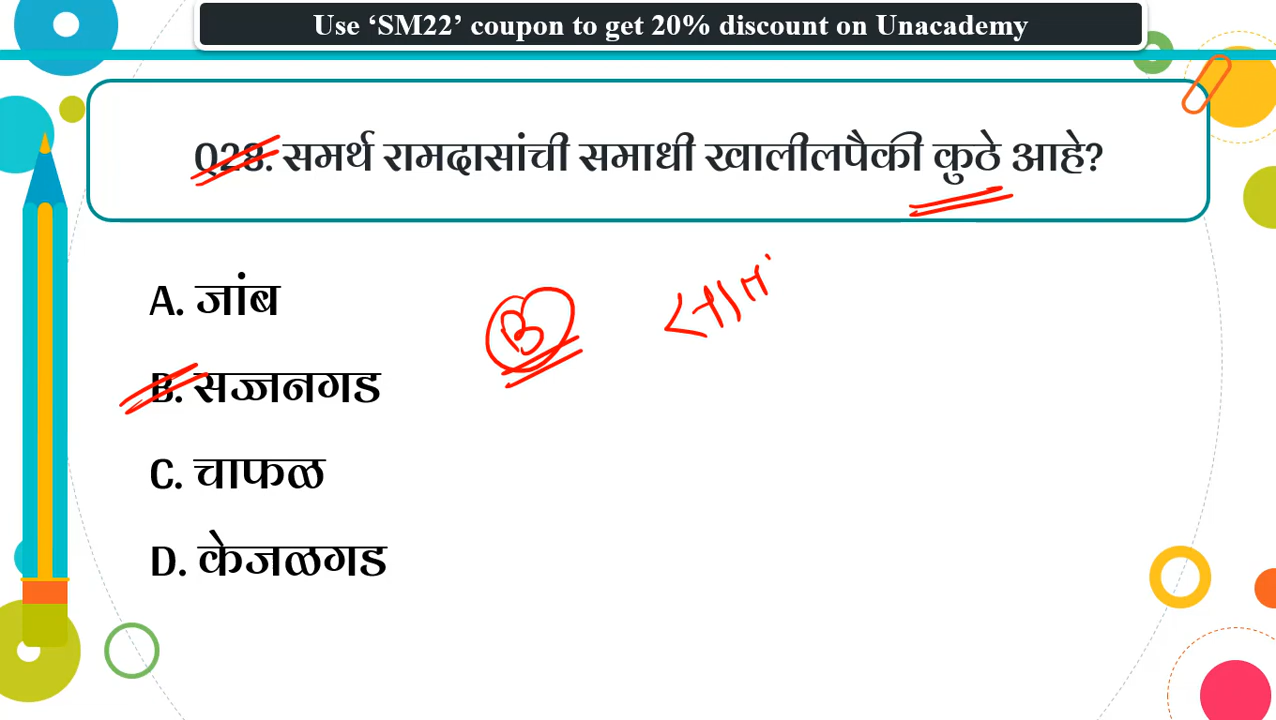 Use ‘SM22’ coupon to get 20% discount on Unacademy
Q28. समर्थ रामदासांची समाधी खालीलपैकी कुठे आहे?
A. जांब
B. सज्जनगड
B
C. चाफळ
D. केजळगड